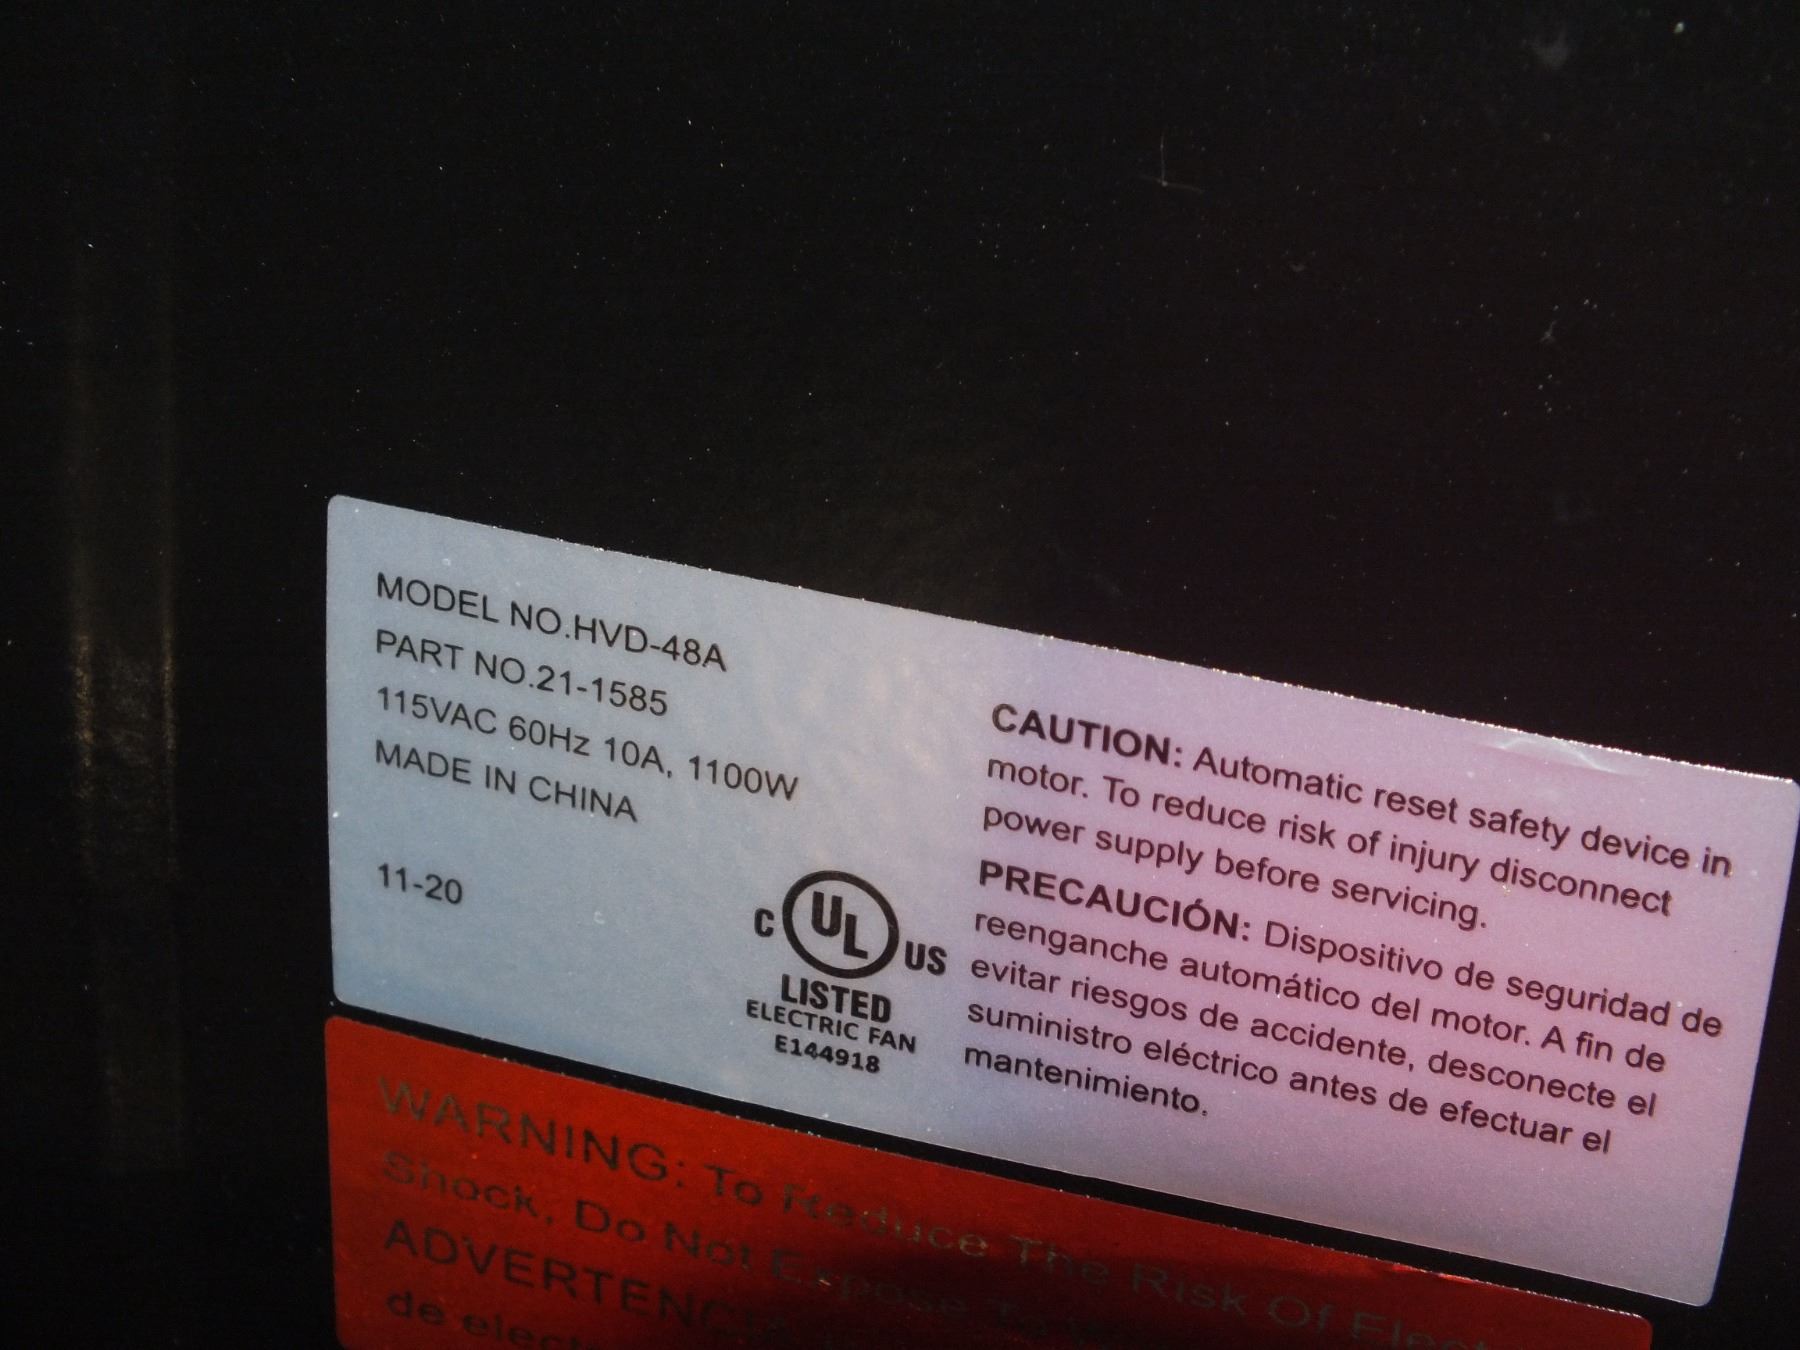 MODEL NO.HVD-48A
PART NO.21-1585
115VAC 60Hz 10A, 1100W
MADE IN CHINA
11-20
C UL US
LISTED
ELECTRIC FAN
E144918
CAUTION: Automatic reset safety device in
motor. To reduce risk of injury disconnect
power supply before servicing.
PRECAUCIÓN: Dispositivo de seguridad de
reenganche automático del motor. A fin de
evitar riesgos de accidente, desconecte el
suministro eléctrico antes de efectuar el
mantenimiento.
WARNING: To Reduce The Risk Of
Shock, Do Not Expose To
de